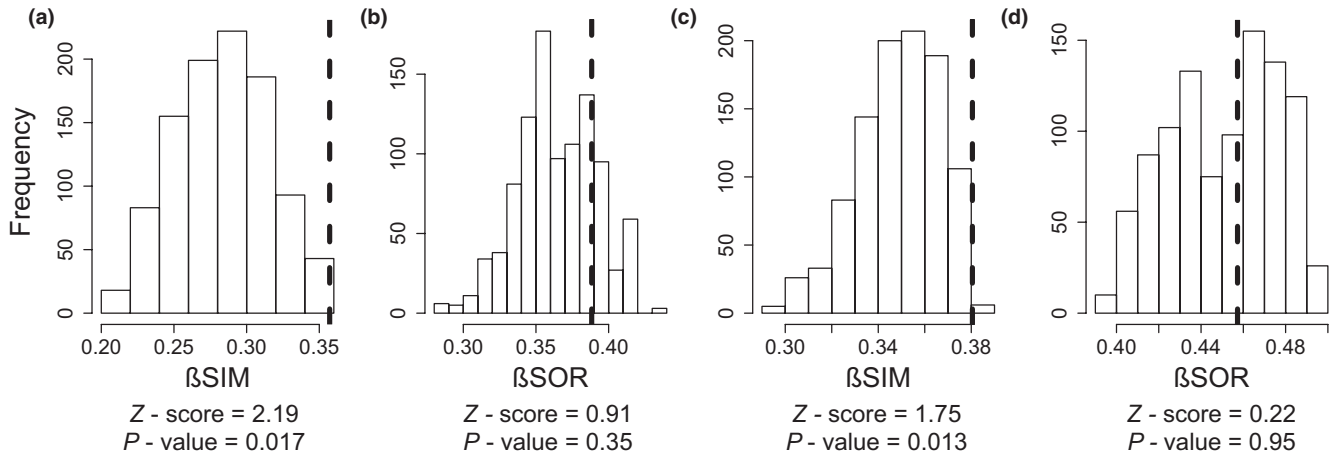 (a) (b) (c) (d)
Frequency
0 50 100 150 200
0.20 0.25 0.30 0.35
ßSIM
Z - score = 2.19
P - value = 0.017
0 50 100 150
0.30 0.35 0.40
ßSOR
Z - score = 0.91
P - value = 0.35
0 50 100 150 200
0.30 0.34 0.38
ßSIM
Z - score = 1.75
P - value = 0.013
0 50 100 150
0.40 0.44 0.48
ßSOR
Z - score = 0.22
P - value = 0.95